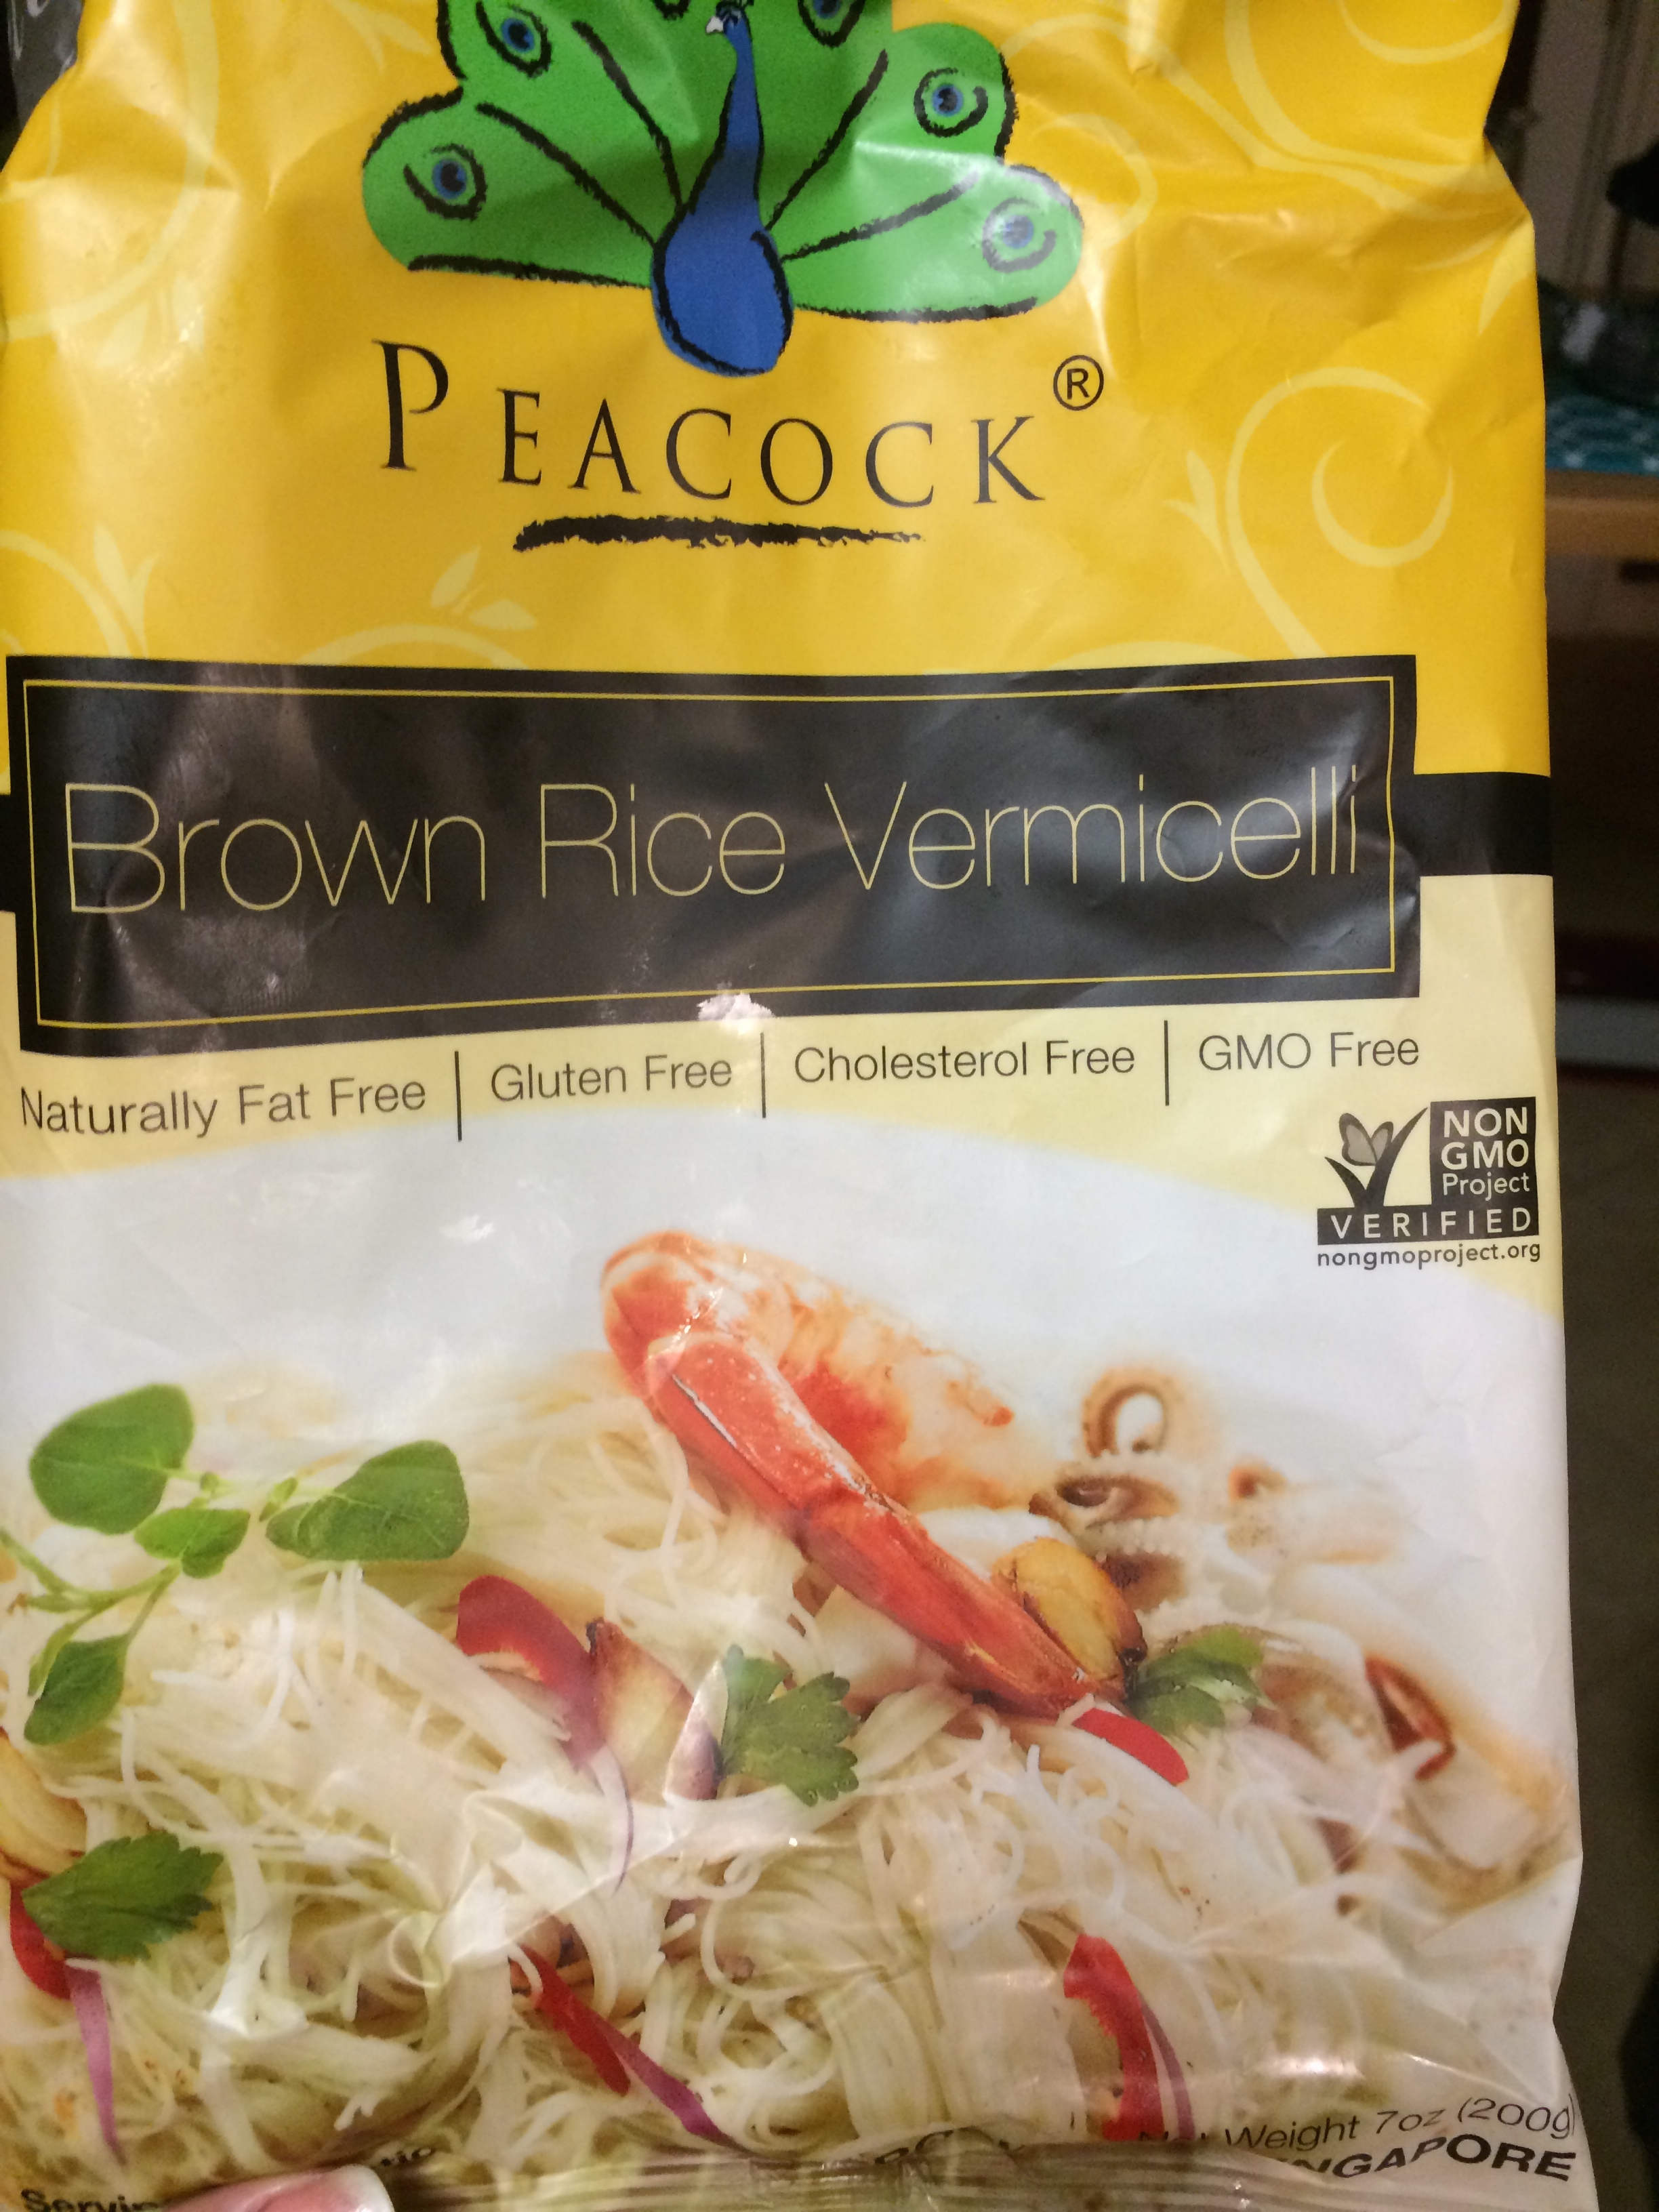 PEACOCK®
Brown Rice Vermicelli
Naturally Fat Free | Gluten Free | Cholesterol Free | GMO Free
NON
GMO
Project
VERIFIED
nongmoproject.org
Weight 7oz (200g)